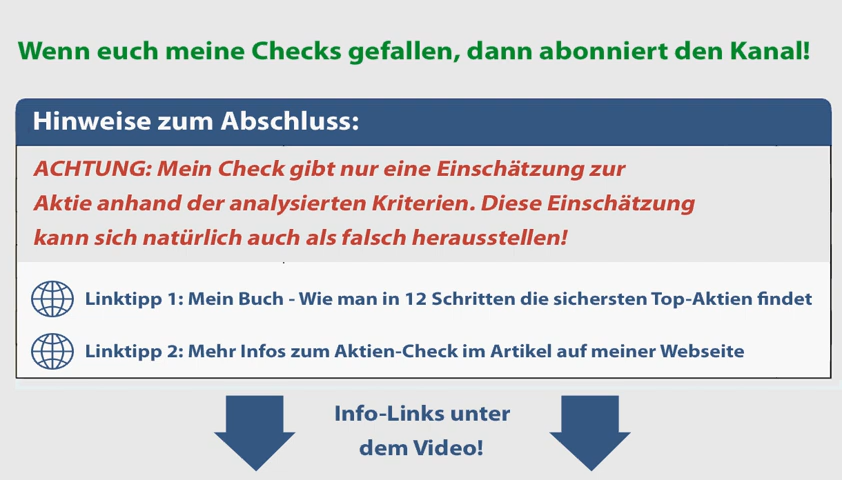 Wenn euch meine Checks gefallen, dann abonniert den Kanal!
Hinweise zum Abschluss:
ACHTUNG: Mein Check gibt nur eine Einschätzung zur
Aktie anhand der analysierten Kriterien. Diese Einschätzung
kann sich natürlich auch als falsch herausstellen!
Linktipp 1: Mein Buch - Wie man in 12 Schritten die sichersten Top-Aktien findet
Linktipp 2: Mehr Infos zum Aktien-Check im Artikel auf meiner Webseite
Info-Links unter
dem Video!